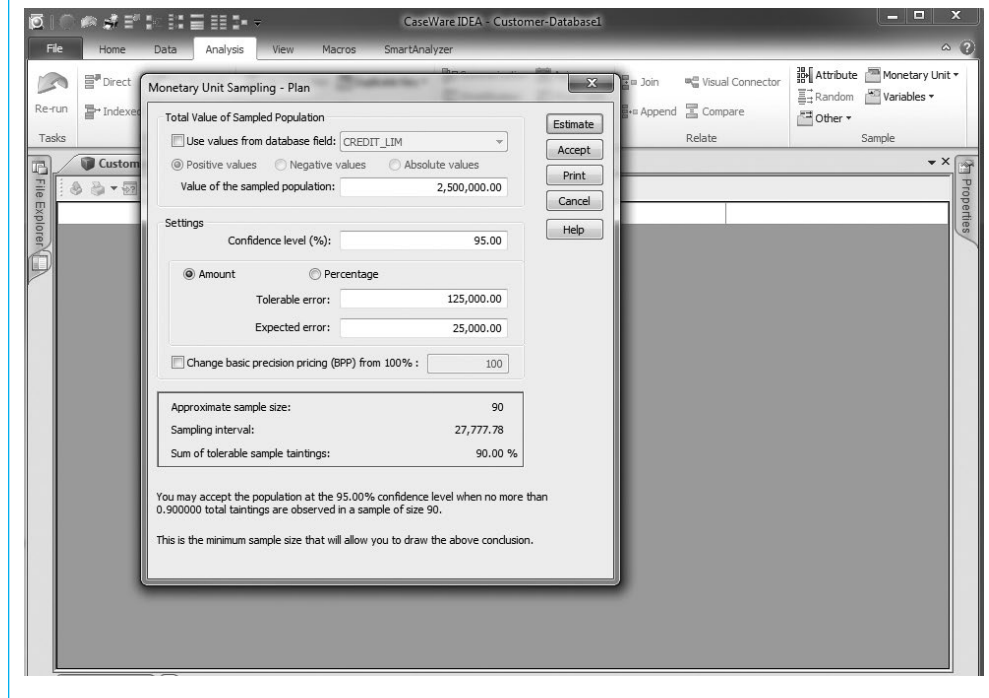 CaseWare IDEA - Customer-Database1
File Home Data Analysis View Macros SmartAnalyzer
Re-run
Tasks
Direct
Indexed
Join
Append
Visual Connector
Compare
Relate
Attribute
Random
Other
Monetary Unit
Variables
Sample
File Explorer
Custom
Properties
Monetary Unit Sampling - Plan
Total Value of Sampled Population
Use values from database field: CREDIT_LIM
Positive values Negative values Absolute values
Value of the sampled population: 2,500,000.00
Settings
Confidence level (%): 95.00
Amount Percentage
Tolerable error: 125,000.00
Expected error: 25,000.00
Change basic precision pricing (BPP) from 100% : 100
Approximate sample size: 90
Sampling interval: 27,777.78
Sum of tolerable sample taintings: 90.00 %
You may accept the population at the 95.00% confidence level when no more than
0.900000 total taintings are observed in a sample of size 90.
This is the minimum sample size that will allow you to draw the above conclusion.
Estimate
Accept
Print
Cancel
Help